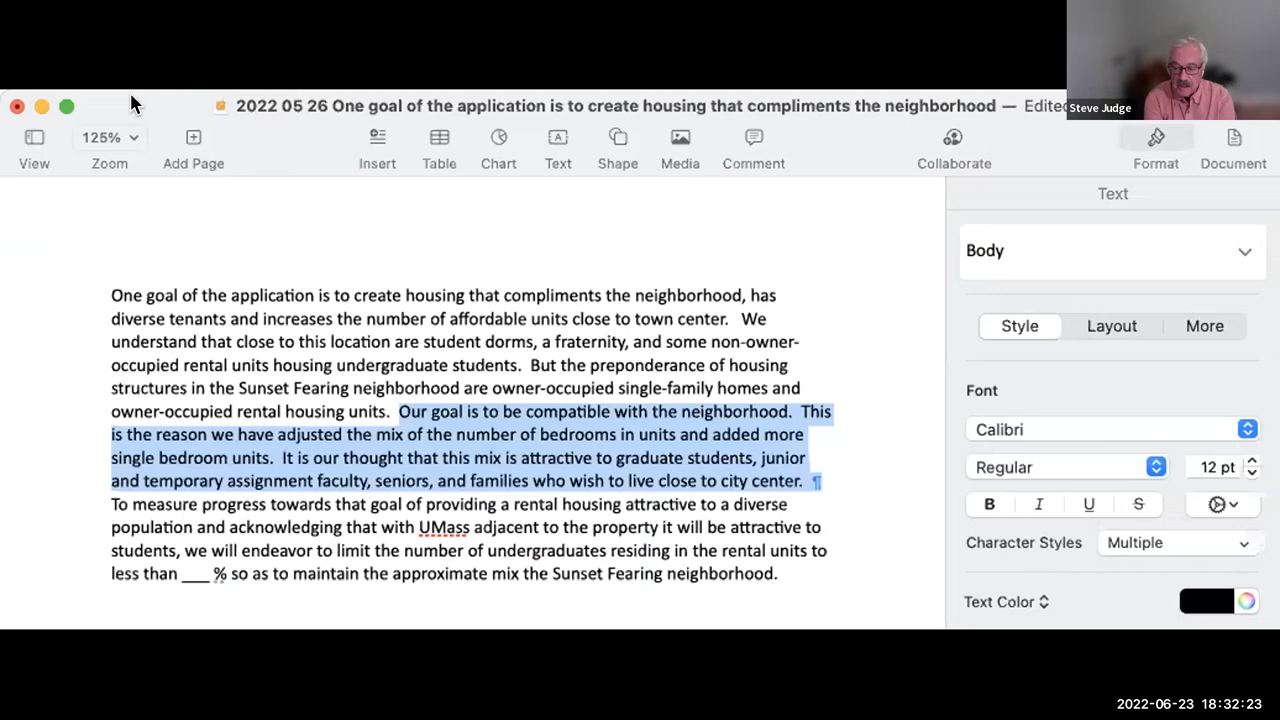 Steve Judge
2022 05 26 One goal of the application is to create housing that compliments the neighborhood — Edited
125%
View
Zoom
Add Page
Insert
Table
Chart
Text
Shape
Media
Comment
Collaborate
Format
Document
One goal of the application is to create housing that compliments the neighborhood, has
diverse tenants and increases the number of affordable units close to town center. We
understand that close to this location are student dorms, a fraternity, and some non-owner-
occupied rental units housing undergraduate students. But the preponderance of housing
structures in the Sunset Fearing neighborhood are owner-occupied single-family homes and
owner-occupied rental housing units. Our goal is to be compatible with the neighborhood. This
is the reason we have adjusted the mix of the number of bedrooms in units and added more
single bedroom units. It is our thought that this mix is attractive to graduate students, junior
and temporary assignment faculty, seniors, and families who wish to live close to city center. ¶
To measure progress towards that goal of providing a rental housing attractive to a diverse
population and acknowledging that with UMass adjacent to the property it will be attractive to
students, we will endeavor to limit the number of undergraduates residing in the rental units to
less than ___ % so as to maintain the approximate mix the Sunset Fearing neighborhood.
Text
Body
Style
Layout
More
Font
Calibri
Regular
12 pt
B I U S
Character Styles
Multiple
Text Color
2022-06-23 18:32:23